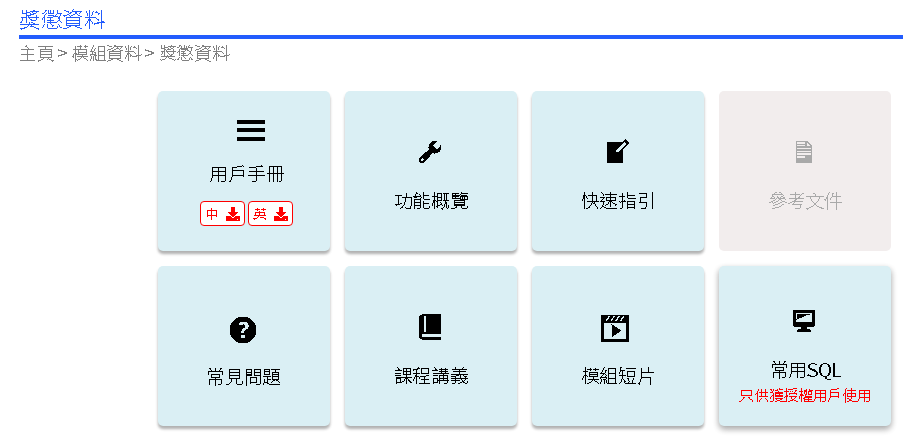 獎懲資料
主頁 > 模組資料 > 獎懲資料
用戶手冊
中 英
功能概覽
快速指引
參考文件
常見問題
課程講義
模組短片
常用SQL
只供獲授權用戶使用